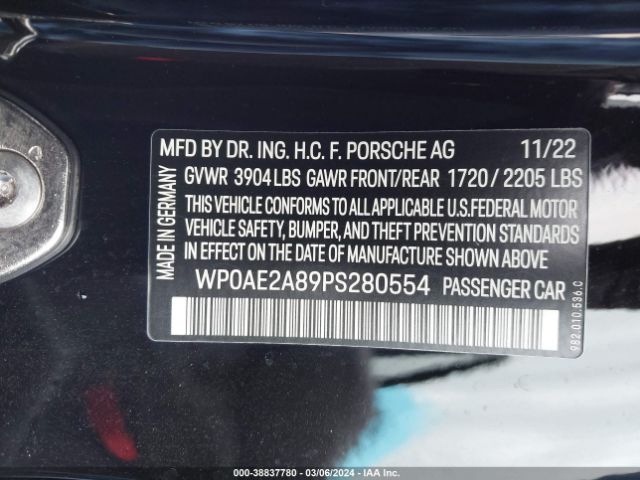 MFD BY DR. ING. H.C. F. PORSCHE AG 11/22
GVWR 3904 LBS GAWR FRONT/REAR 1720 / 2205 LBS
THIS VEHICLE CONFORMS TO ALL APPLICABLE U.S.FEDERAL MOTOR
VEHICLE SAFETY, BUMPER, AND THEFT PREVENTION STANDARDS
IN EFFECT ON THE DATE OF MANUFACTURE SHOWN ABOVE
MADE IN GERMANY
WP0AE2A89PS280554 PASSENGER CAR
982.010.536.C
© 38837780 — 03/06/2024 — IAA Inc.